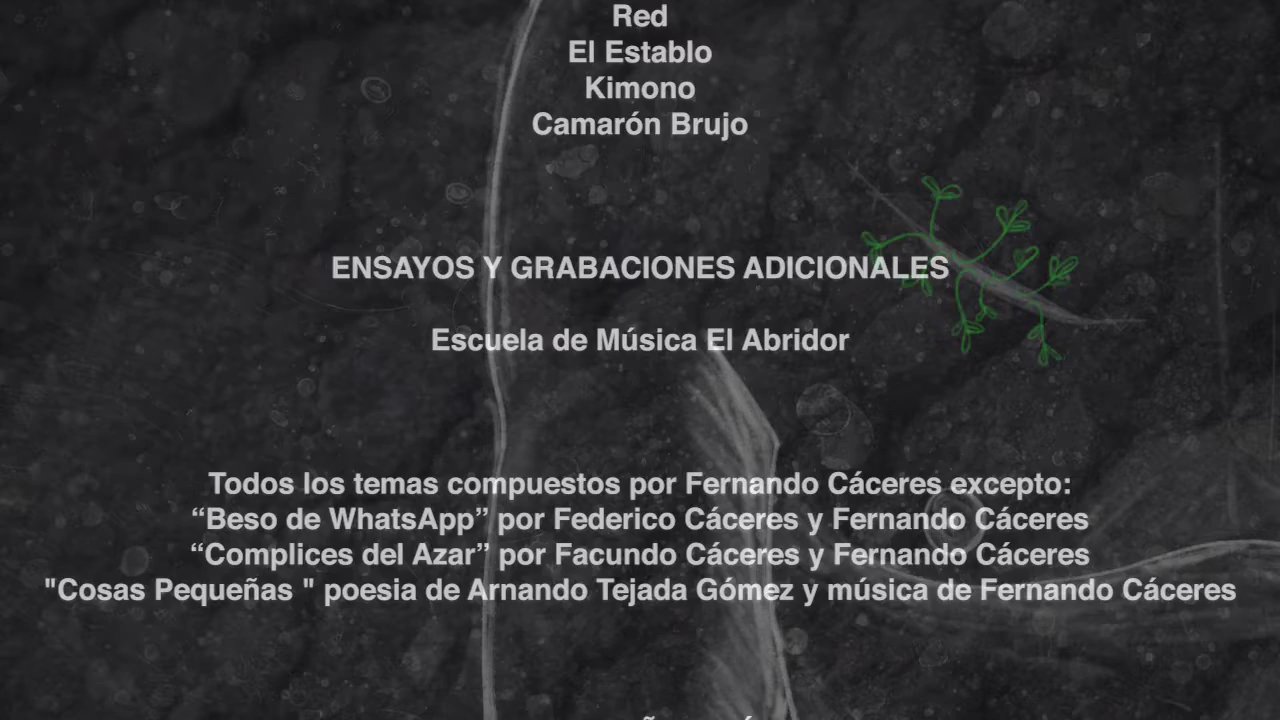 Red
El Establo
Kimono
Camarón Brujo
ENSAYOS Y GRABACIONES ADICIONALES
Escuela de Música El Abridor
Todos los temas compuestos por Fernando Cáceres excepto:
“Beso de WhatsApp” por Federico Cáceres y Fernando Cáceres
“Complices del Azar” por Facundo Cáceres y Fernando Cáceres
"Cosas Pequeñas " poesia de Arnando Tejada Gómez y música de Fernando Cáceres